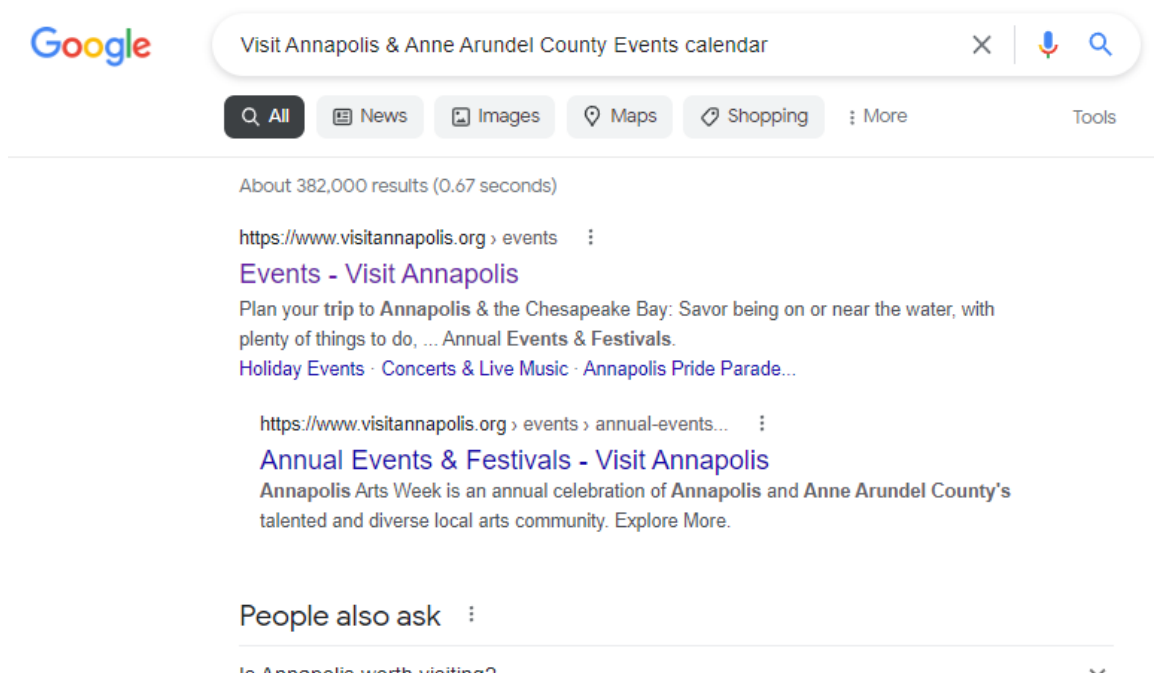 Google
Visit Annapolis & Anne Arundel County Events calendar
All News Images Maps Shopping More Tools
About 382,000 results (0.67 seconds)
https://www.visitannapolis.org › events
Events - Visit Annapolis
Plan your trip to Annapolis & the Chesapeake Bay: Savor being on or near the water, with
plenty of things to do, ... Annual Events & Festivals.
Holiday Events · Concerts & Live Music · Annapolis Pride Parade...
https://www.visitannapolis.org › events › annual-events...
Annual Events & Festivals - Visit Annapolis
Annapolis Arts Week is an annual celebration of Annapolis and Anne Arundel County's
talented and diverse local arts community. Explore More.
People also ask
Is Annapolis worth visiting?